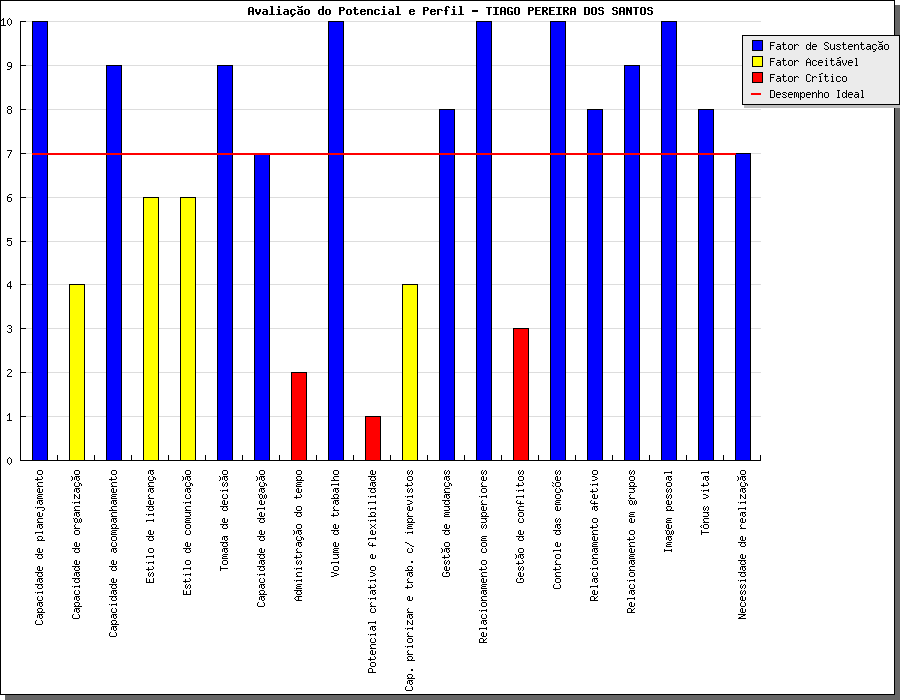 Avaliação do Potencial e Perfil - TIAGO PEREIRA DOS SANTOS
Fator de Sustentação
Fator Aceitável
Fator Crítico
Desempenho Ideal
10
9
8
7
6
5
4
3
2
1
0
Capacidade de planejamento
Capacidade de organização
Capacidade de acompanhamento
Estilo de liderança
Estilo de comunicação
Tomada de decisão
Capacidade de delegação
Administração do tempo
Volume de trabalho
Potencial criativo e flexibilidade
Cap. priorizar e trab. c/ imprevistos
Gestão de mudanças
Relacionamento com superiores
Gestão de conflitos
Controle das emoções
Relacionamento afetivo
Relacionamento em grupos
Imagem pessoal
Tônus vital
Necessidade de realização